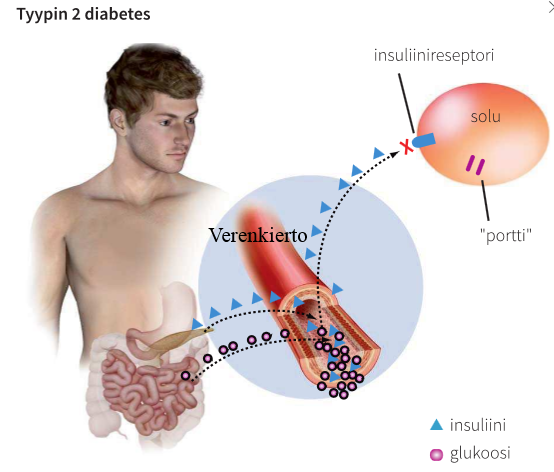 Tyypin 2 diabetes
insuliinireseptori
solu
Verenkierto
"portti"
insuliini
glukoosi